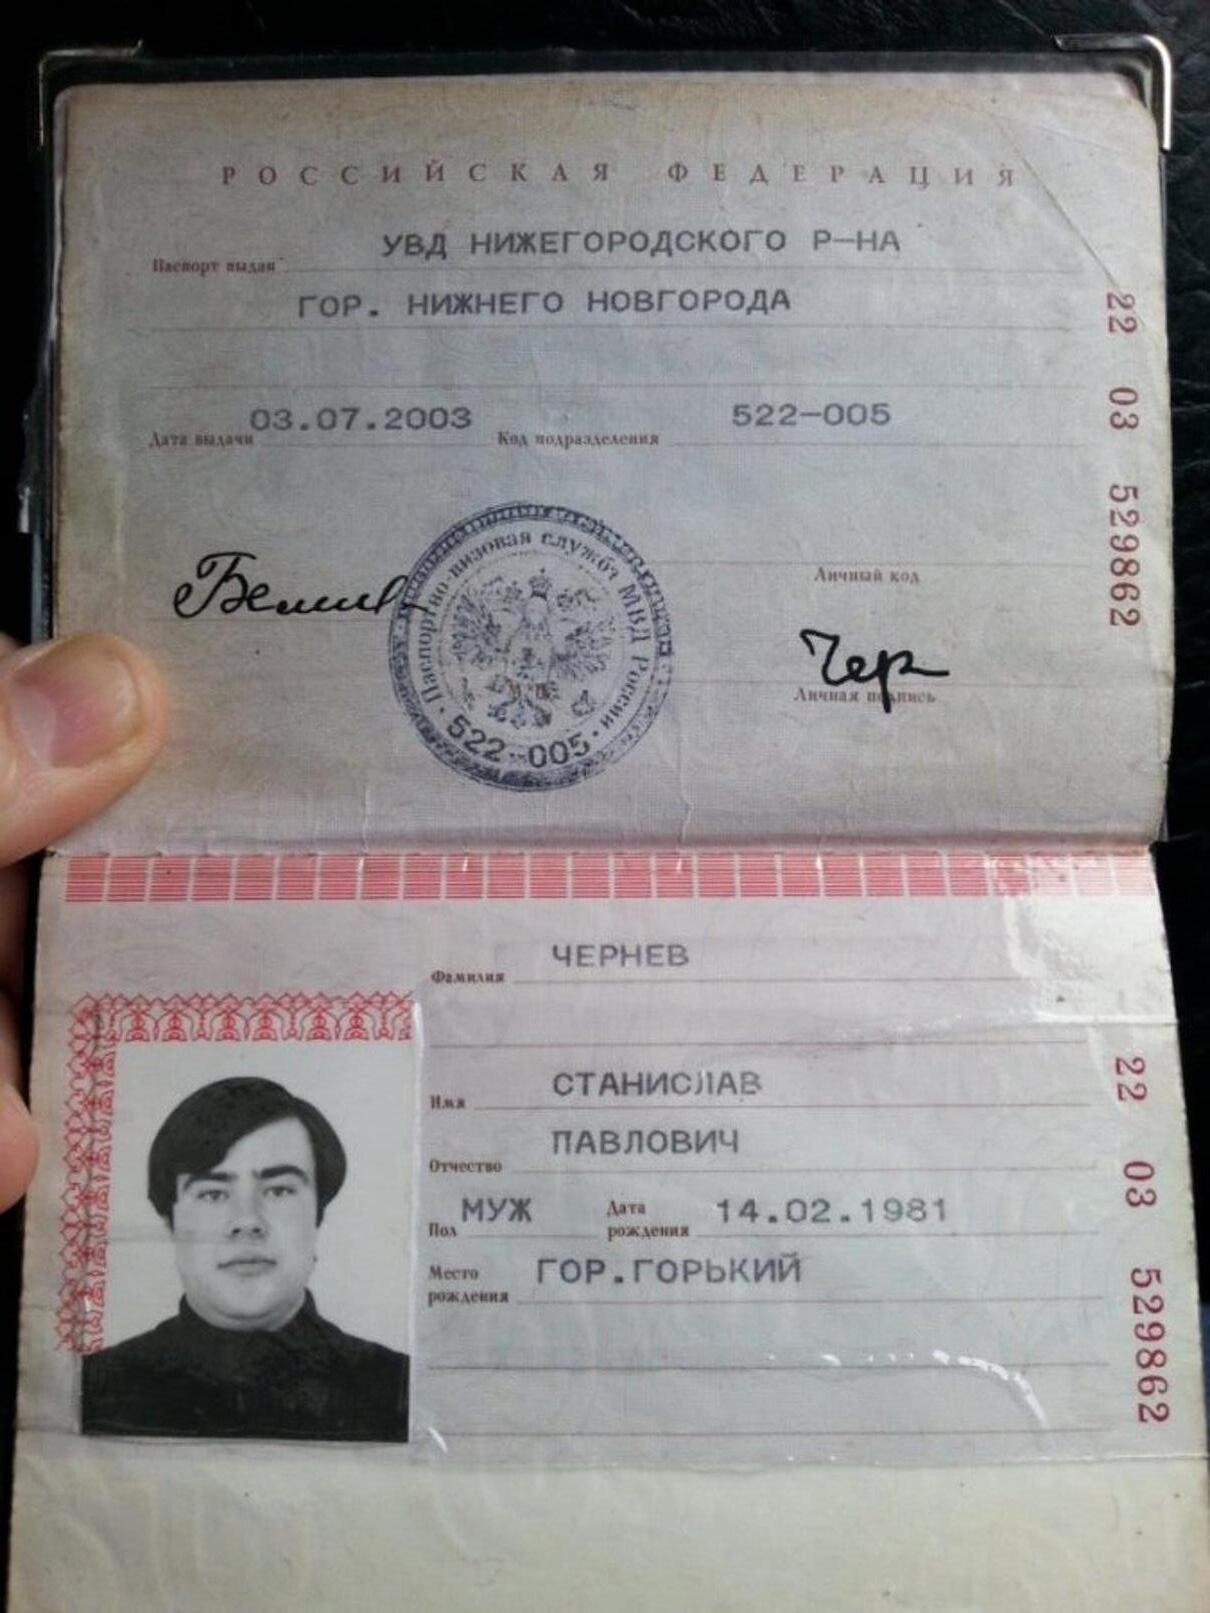 РОССИЙСКАЯ ФЕДЕРАЦИЯ
Паспорт выдан УВД НИЖЕГОРОДСКОГО Р-НА
ГОР. НИЖНЕГО НОВГОРОДА
Дата выдачи 03.07.2003 Код подразделения 522-005
Паспортно-визовая служба МВД России
М.П.
· 522-005 ·
Личный код
Чер
Личная подпись
22 03 529862
Фамилия ЧЕРНЕВ
Имя СТАНИСЛАВ
Отчество ПАВЛОВИЧ
Пол МУЖ Дата рождения 14.02.1981
Место рождения ГОР.ГОРЬКИЙ
22 03 529862